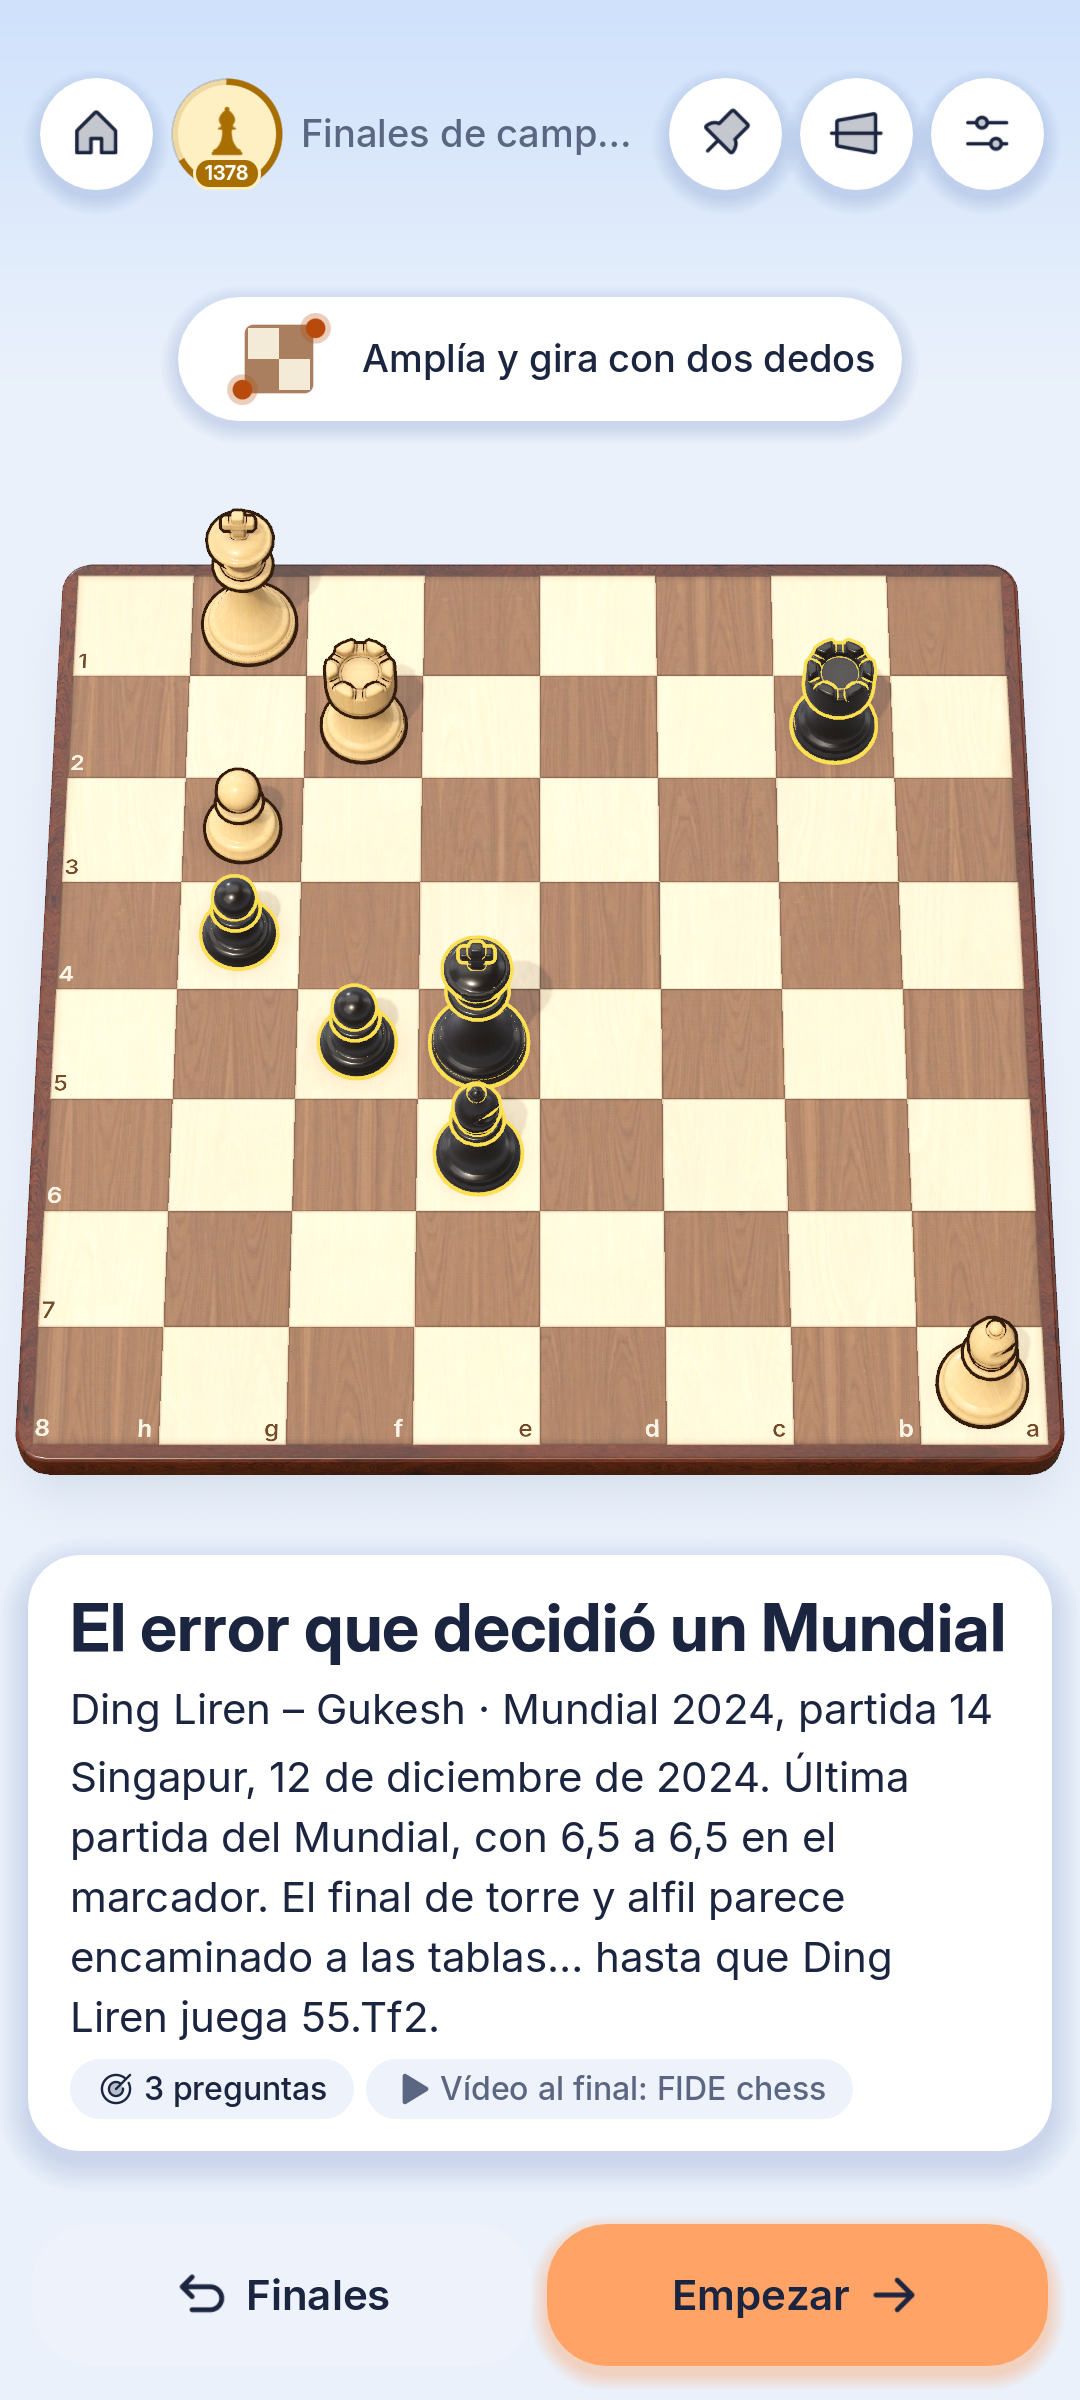 Finales de camp...
1378
Amplía y gira con dos dedos
1
2
3
4
5
6
7
8 h g f e d c b a
El error que decidió un Mundial
Ding Liren – Gukesh · Mundial 2024, partida 14
Singapur, 12 de diciembre de 2024. Última
partida del Mundial, con 6,5 a 6,5 en el
marcador. El final de torre y alfil parece
encaminado a las tablas... hasta que Ding
Liren juega 55.Tf2.
3 preguntas
Vídeo al final: FIDE chess
Finales
Empezar